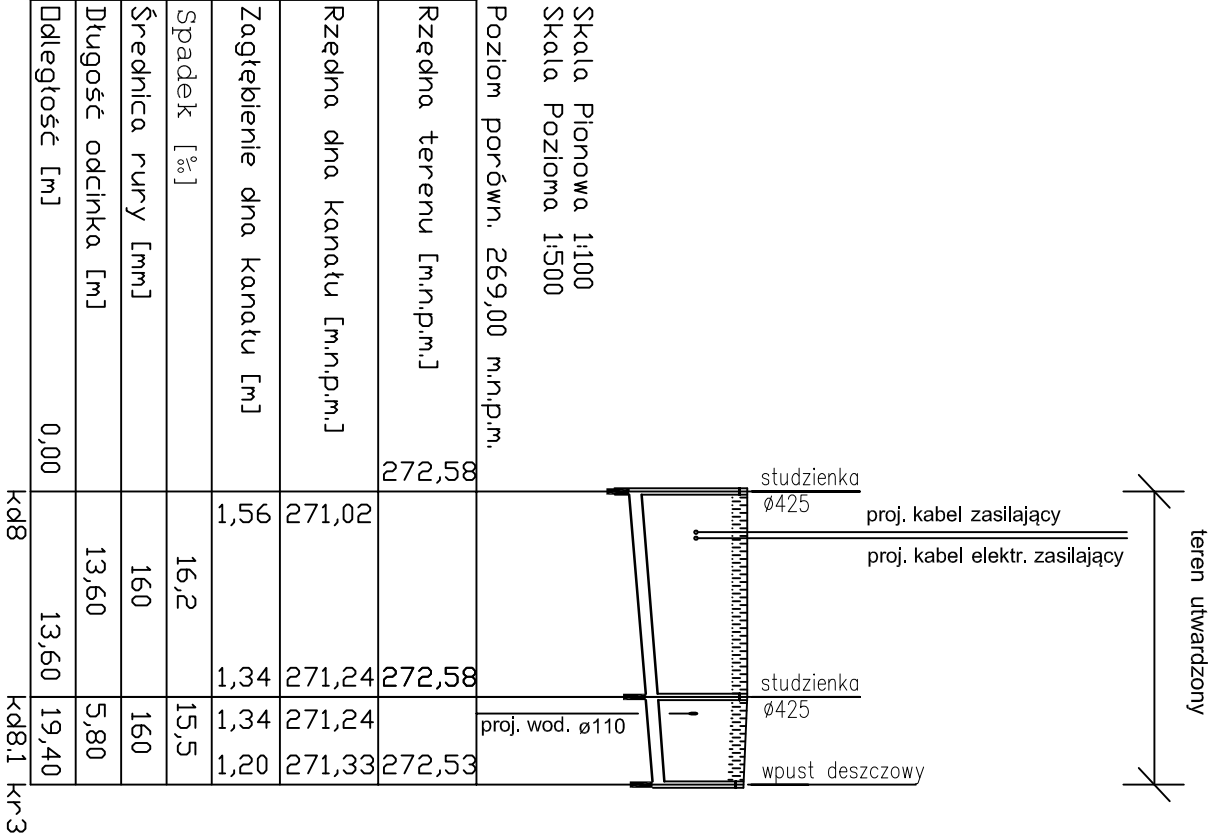 teren utwardzony
studzienka
ø425
studzienka
ø425
wpust deszczowy
proj. kabel zasilający
proj. kabel elektr. zasilający
proj. wod. ø110
Skala Pionowa 1:100
Skala Pozioma 1:500
Poziom porówn. 269,00 m.n.p.m.
Rzędna terenu [m.n.p.m.] 272,58 272,58 272,53
Rzędna dna kanału [m.n.p.m.] 271,02 271,24 271,24 271,33
Zagłębienie dna kanału [m] 1,56 1,34 1,34 1,20
Spadek [‰] 16,2 15,5
Średnica rury [mm] 160 160
Długość odcinka [m] 13,60 5,80
Odległość [m] 0,00 13,60 19,40
kd8 kd8.1 kr3